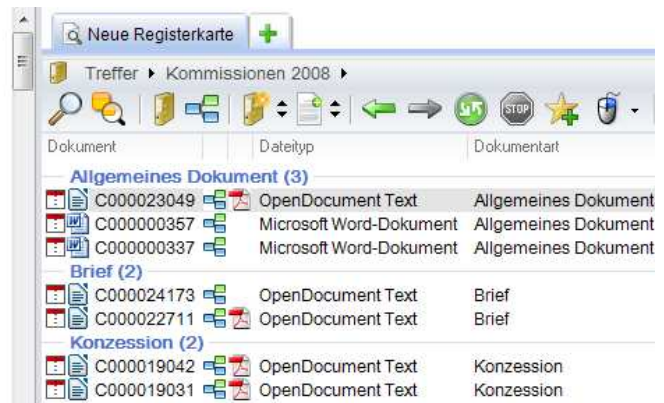 Neue Registerkarte
Treffer Kommissionen 2008
STOP
Dokument Dateityp Dokumentart
Allgemeines Dokument (3)
C000023049 OpenDocument Text Allgemeines Dokument
C000000357 Microsoft Word-Dokument Allgemeines Dokument
C000000337 Microsoft Word-Dokument Allgemeines Dokument
Brief (2)
C000024173 OpenDocument Text Brief
C000022711 OpenDocument Text Brief
Konzession (2)
C000019042 OpenDocument Text Konzession
C000019031 OpenDocument Text Konzession